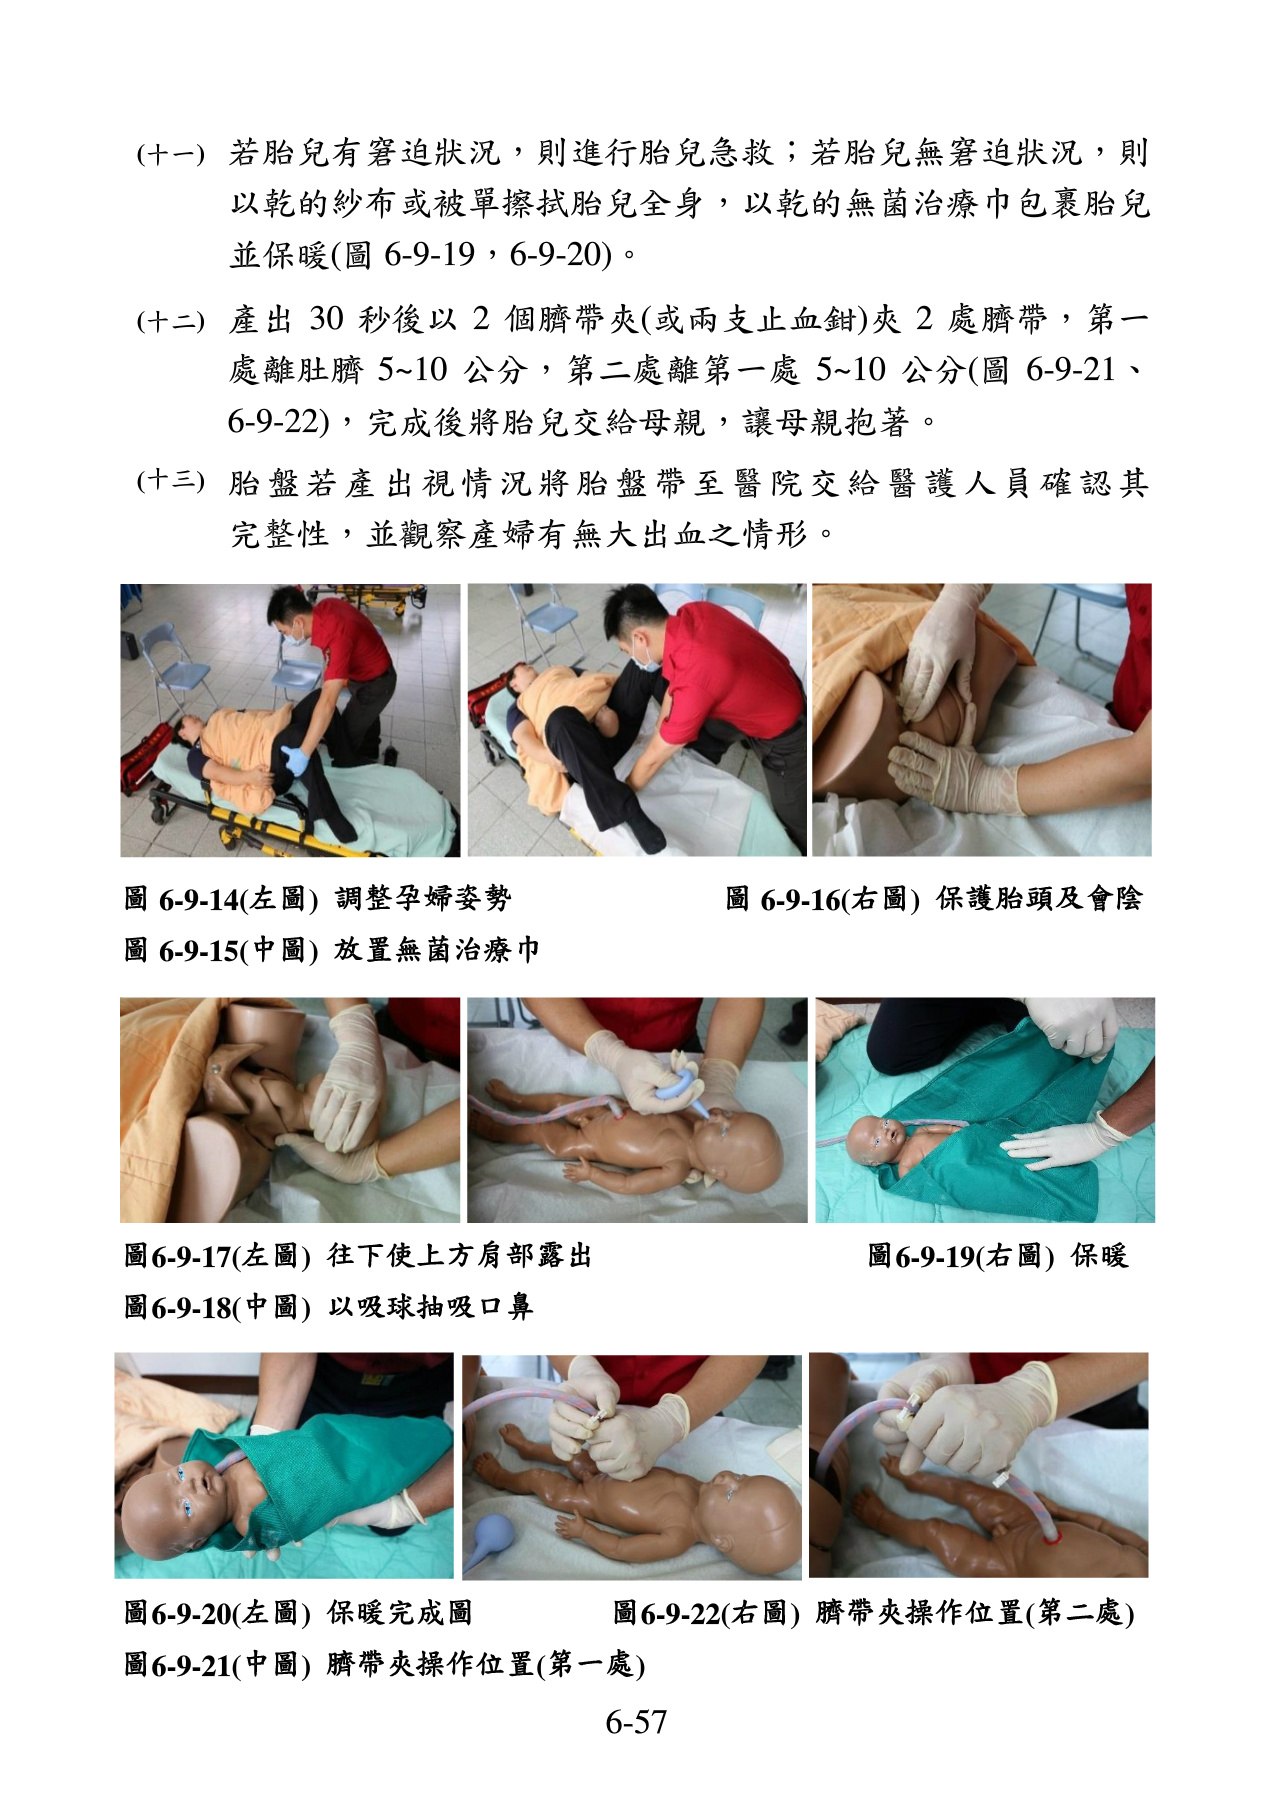 (十一) 若胎兒有窘迫狀況，則進行胎兒急救；若胎兒無窘迫狀況，則
以乾的紗布或被單擦拭胎兒全身，以乾的無菌治療巾包裹胎兒
並保暖(圖 6-9-19，6-9-20)。
(十二) 產出 30 秒後以 2 個臍帶夾(或兩支止血鉗)夾 2 處臍帶，第一
處離肚臍 5~10 公分，第二處離第一處 5~10 公分(圖 6-9-21、
6-9-22)，完成後將胎兒交給母親，讓母親抱著。
(十三) 胎盤若產出視情況將胎盤帶至醫院交給醫護人員確認其
完整性，並觀察產婦有無大出血之情形。
圖 6-9-14(左圖) 調整孕婦姿勢 圖 6-9-16(右圖) 保護胎頭及會陰
圖 6-9-15(中圖) 放置無菌治療巾
圖6-9-17(左圖) 往下使上方肩部露出 圖6-9-19(右圖) 保暖
圖6-9-18(中圖) 以吸球抽吸口鼻
圖6-9-20(左圖) 保暖完成圖 圖6-9-22(右圖) 臍帶夾操作位置(第二處)
圖6-9-21(中圖) 臍帶夾操作位置(第一處)
6-57